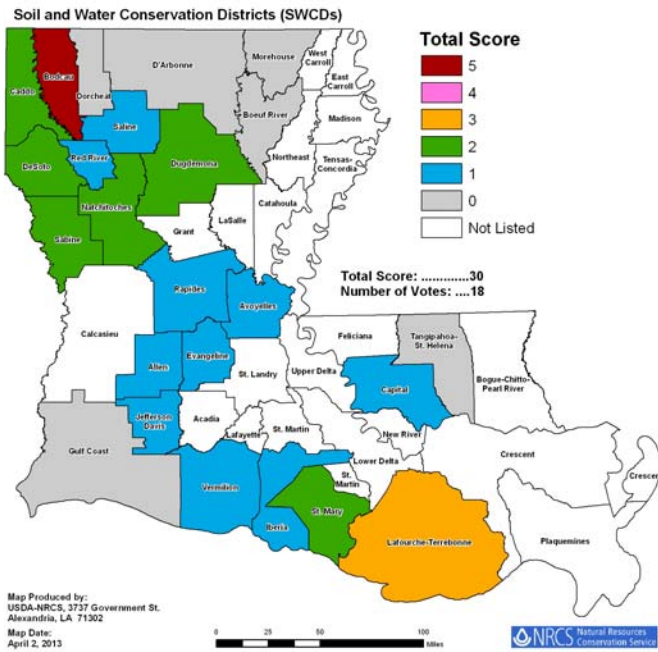 Soil and Water Conservation Districts (SWCDs)
Total Score
5
4
3
2
1
0
Not Listed
Total Score: .............30
Number of Votes: ....18
Caddo
Bodcau
Dorcheat
D'Arbonne
Morehouse
West
Carroll
East
Carroll
Boeuf River
Madison
Saline
Northeast
Tensas-
Concordia
DeSoto
Red River
Dugdemona
Natchitoches
Sabine
Grant
LaSalle
Catahoula
Rapides
Avoyelles
Calcasieu
Allen
Evangeline
St. Landry
Upper Delta
Feliciana
Tangipahoa-
St. Helena
Bogue-Chitto-
Pearl River
Capital
Jefferson
Davis
Acadia
Lafayette
St. Martin
New River
Gulf Coast
Vermilion
Iberia
St.
Martin
Lower Delta
St. Mary
Lafourche-Terrebonne
Crescent
Crescent
Plaquemines
Map Produced by:
USDA-NRCS, 3737 Government St.
Alexandria, LA 71302
Map Date:
April 2, 2013
0 25 50 100
Miles
NRCS Natural Resources
Conservation Service